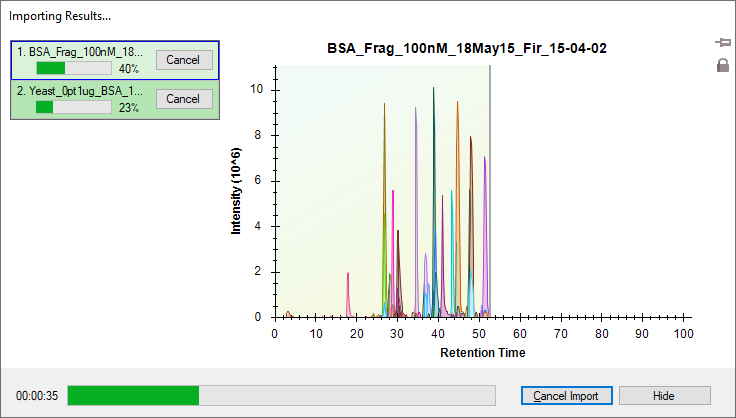 Importing Results...
1. BSA_Frag_100nM_18...
40%
Cancel
2. Yeast_0pt1ug_BSA_1...
23%
Cancel
BSA_Frag_100nM_18May15_Fir_15-04-02
Intensity (10^6)
10
8
6
4
2
0
0 10 20 30 40 50 60 70 80 90 100
Retention Time
00:00:35
Cancel Import
Hide